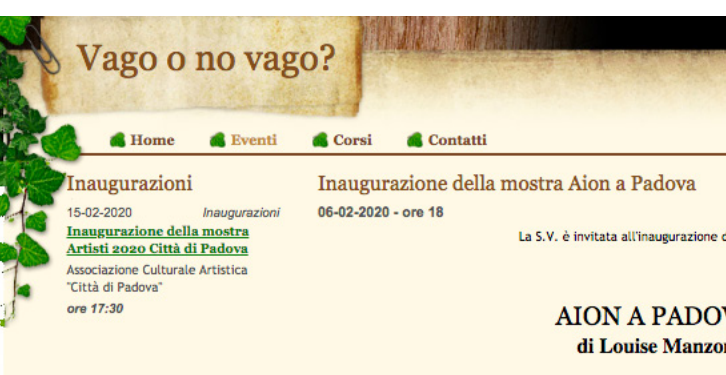 Vago o no vago?
Home Eventi Corsi Contatti
Inaugurazioni
15-02-2020 Inaugurazioni
Inaugurazione della mostra
Artisti 2020 Città di Padova
Associazione Culturale Artistica
"Città di Padova"
ore 17:30
Inaugurazione della mostra Aion a Padova
06-02-2020 - ore 18
La S.V. è invitata all'inaugurazione
AION A
di Louise